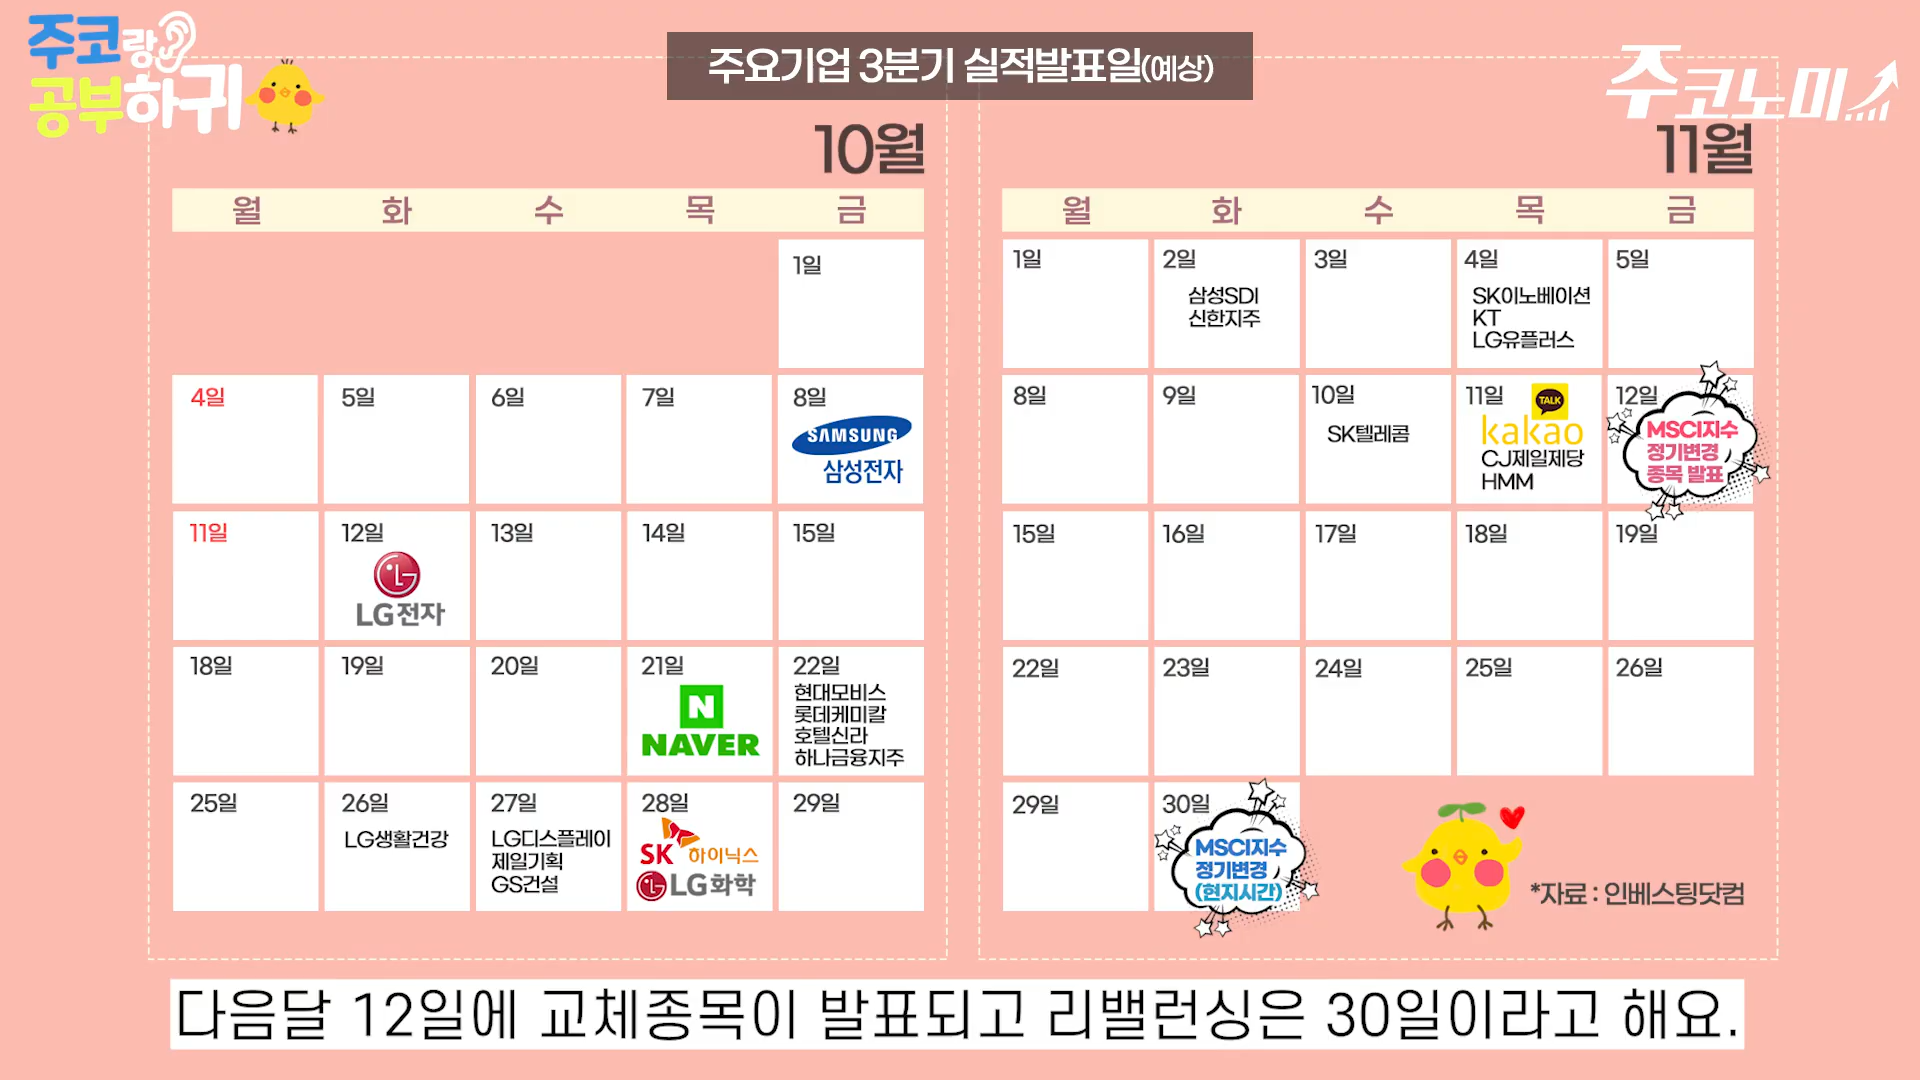 주코랑
공부하귀
주요기업 3분기 실적발표일(예상)
주코노미
10월
월 화 수 목 금
1일
4일 5일 6일 7일 8일
SAMSUNG
삼성전자
11일 12일 13일 14일 15일
LG
LG전자
18일 19일 20일 21일 22일
N
NAVER
현대모비스
롯데케미칼
호텔신라
하나금융지주
25일 26일 27일 28일 29일
LG생활건강
LG디스플레이
제일기획
GS건설
SK 하이닉스
LG화학
11월
월 화 수 목 금
1일 2일 3일 4일 5일
삼성SDI
신한지주
SK이노베이션
KT
LG유플러스
8일 9일 10일 11일 12일
SK텔레콤
TALK
kakao
CJ제일제당
HMM
MSCI지수
정기변경
종목 발표
15일 16일 17일 18일 19일
22일 23일 24일 25일 26일
29일 30일
MSCI지수
정기변경
(현지시간)
*자료 : 인베스팅닷컴
다음달 12일에 교체종목이 발표되고 리밸런싱은 30일이라고 해요.